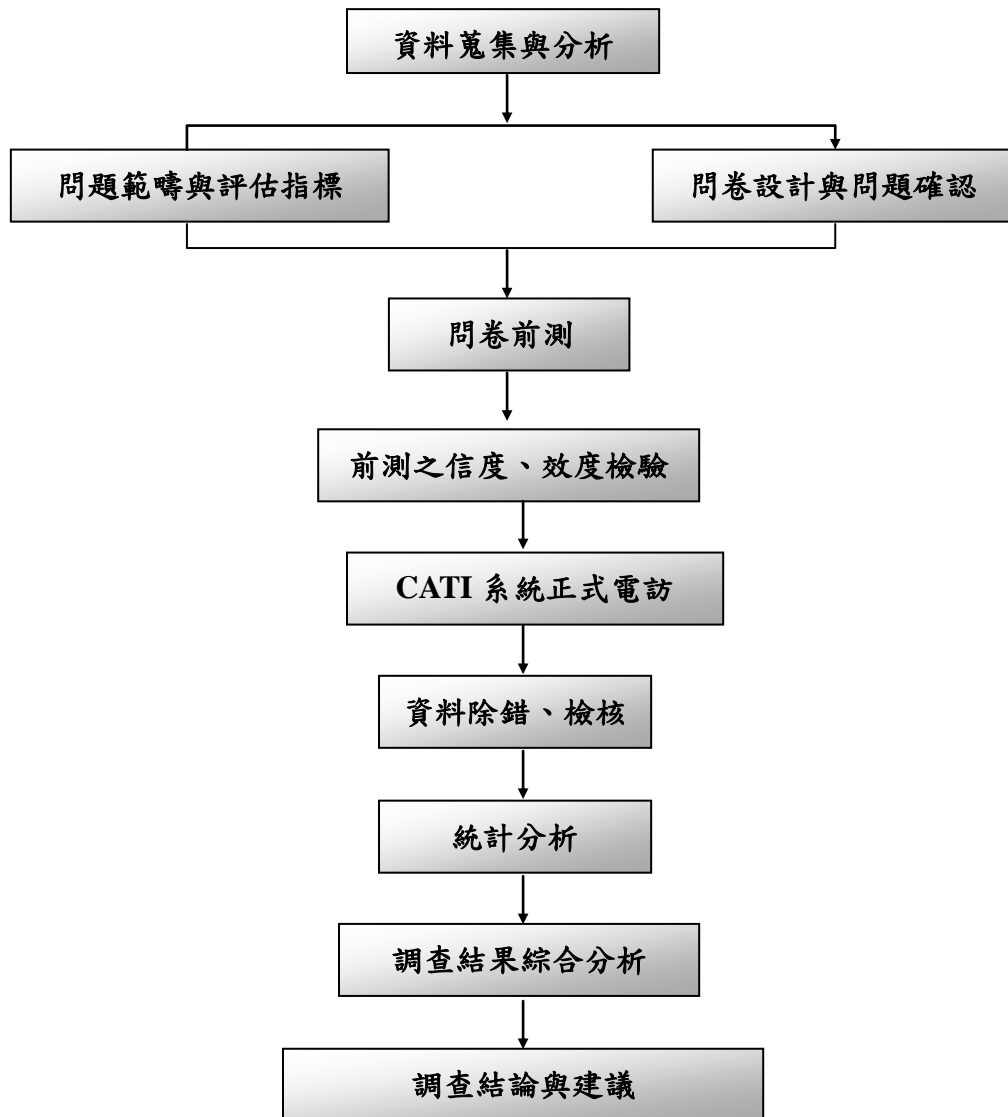 資料蒐集與分析
問題範疇與評估指標
問卷設計與問題確認
問卷前測
前測之信度、效度檢驗
CATI 系統正式電訪
資料除錯、檢核
統計分析
調查結果綜合分析
調查結論與建議